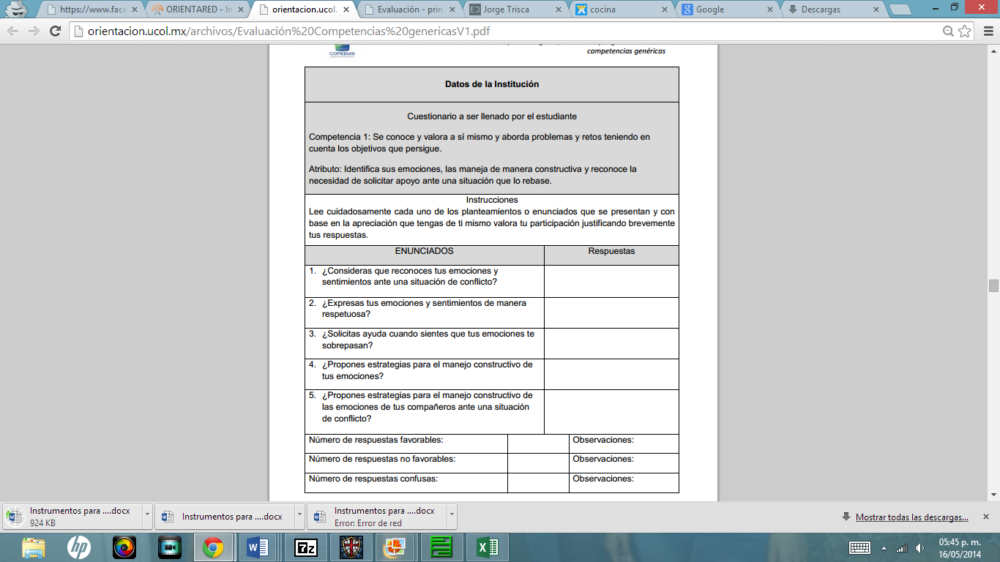 https://www.face
ORIENTARED - In
orientacion.ucol.
Evaluación - prin
Jorge Trisca
cocina
Google
Descargas
orientacion.ucol.mx/archivos/Evaluación%20Competencias%20genericasV1.pdf
COPEEMS
competencias genéricas
Datos de la Institución
Cuestionario a ser llenado por el estudiante
Competencia 1: Se conoce y valora a sí mismo y aborda problemas y retos teniendo en
cuenta los objetivos que persigue.
Atributo: Identifica sus emociones, las maneja de manera constructiva y reconoce la
necesidad de solicitar apoyo ante una situación que lo rebase.
Instrucciones
Lee cuidadosamente cada uno de los planteamientos o enunciados que se presentan y con
base en la apreciación que tengas de ti mismo valora tu participación justificando brevemente
tus respuestas.
ENUNCIADOS Respuestas
1. ¿Consideras que reconoces tus emociones y
sentimientos ante una situación de conflicto?
2. ¿Expresas tus emociones y sentimientos de manera
respetuosa?
3. ¿Solicitas ayuda cuando sientes que tus emociones te
sobrepasan?
4. ¿Propones estrategias para el manejo constructivo de
tus emociones?
5. ¿Propones estrategias para el manejo constructivo de
las emociones de tus compañeros ante una situación
de conflicto?
Número de respuestas favorables: Observaciones:
Número de respuestas no favorables: Observaciones:
Número de respuestas confusas: Observaciones:
Instrumentos para ....docx
924 KB
Instrumentos para ....docx
Instrumentos para ....docx
Error: Error de red
Mostrar todas las descargas...
hp
7z
05:45 p. m.
16/05/2014